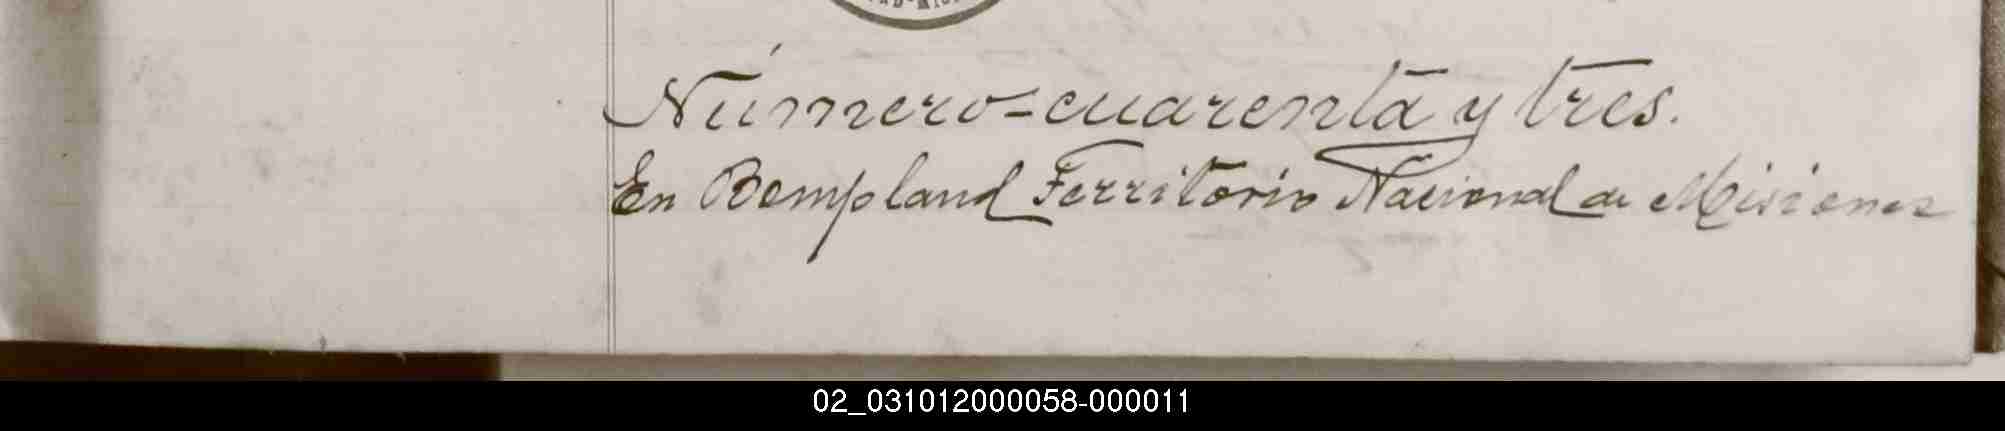 Número=cuarenta y tres.
En Bompland Territorio Nacional de Misiones
02_031012000058-000011